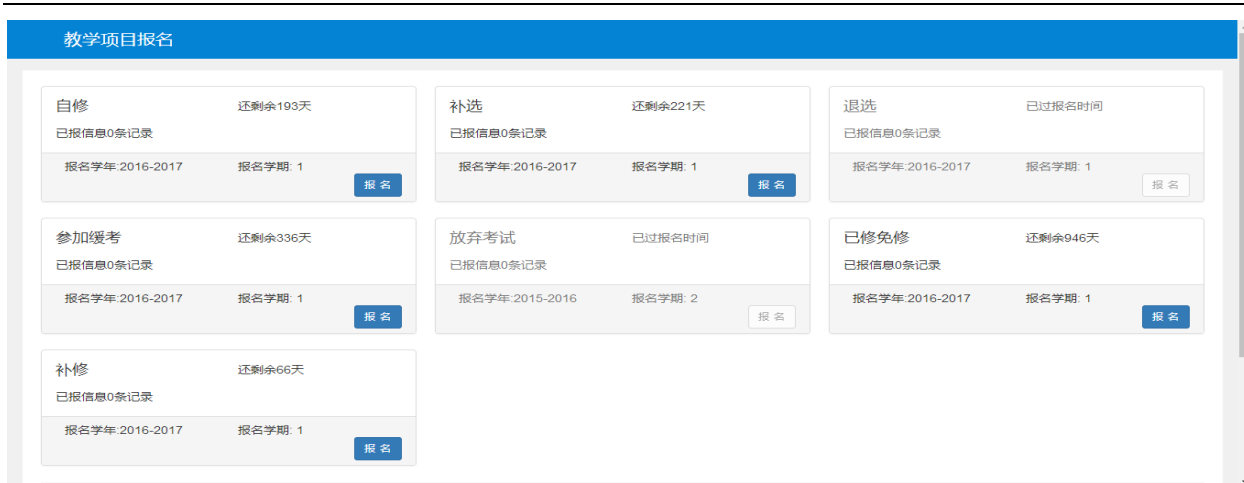 教学项目报名
自修 还剩余193天
已报信息0条记录
报名学年:2016-2017 报名学期: 1
报 名
补选 还剩余221天
已报信息0条记录
报名学年:2016-2017 报名学期: 1
报 名
退选 已过报名时间
已报信息0条记录
报名学年:2016-2017 报名学期: 1
报 名
参加缓考 还剩余336天
已报信息0条记录
报名学年:2016-2017 报名学期: 1
报 名
放弃考试 已过报名时间
已报信息0条记录
报名学年:2015-2016 报名学期: 2
报 名
已修免修 还剩余946天
已报信息0条记录
报名学年:2016-2017 报名学期: 1
报 名
补修 还剩余66天
已报信息0条记录
报名学年:2016-2017 报名学期: 1
报 名